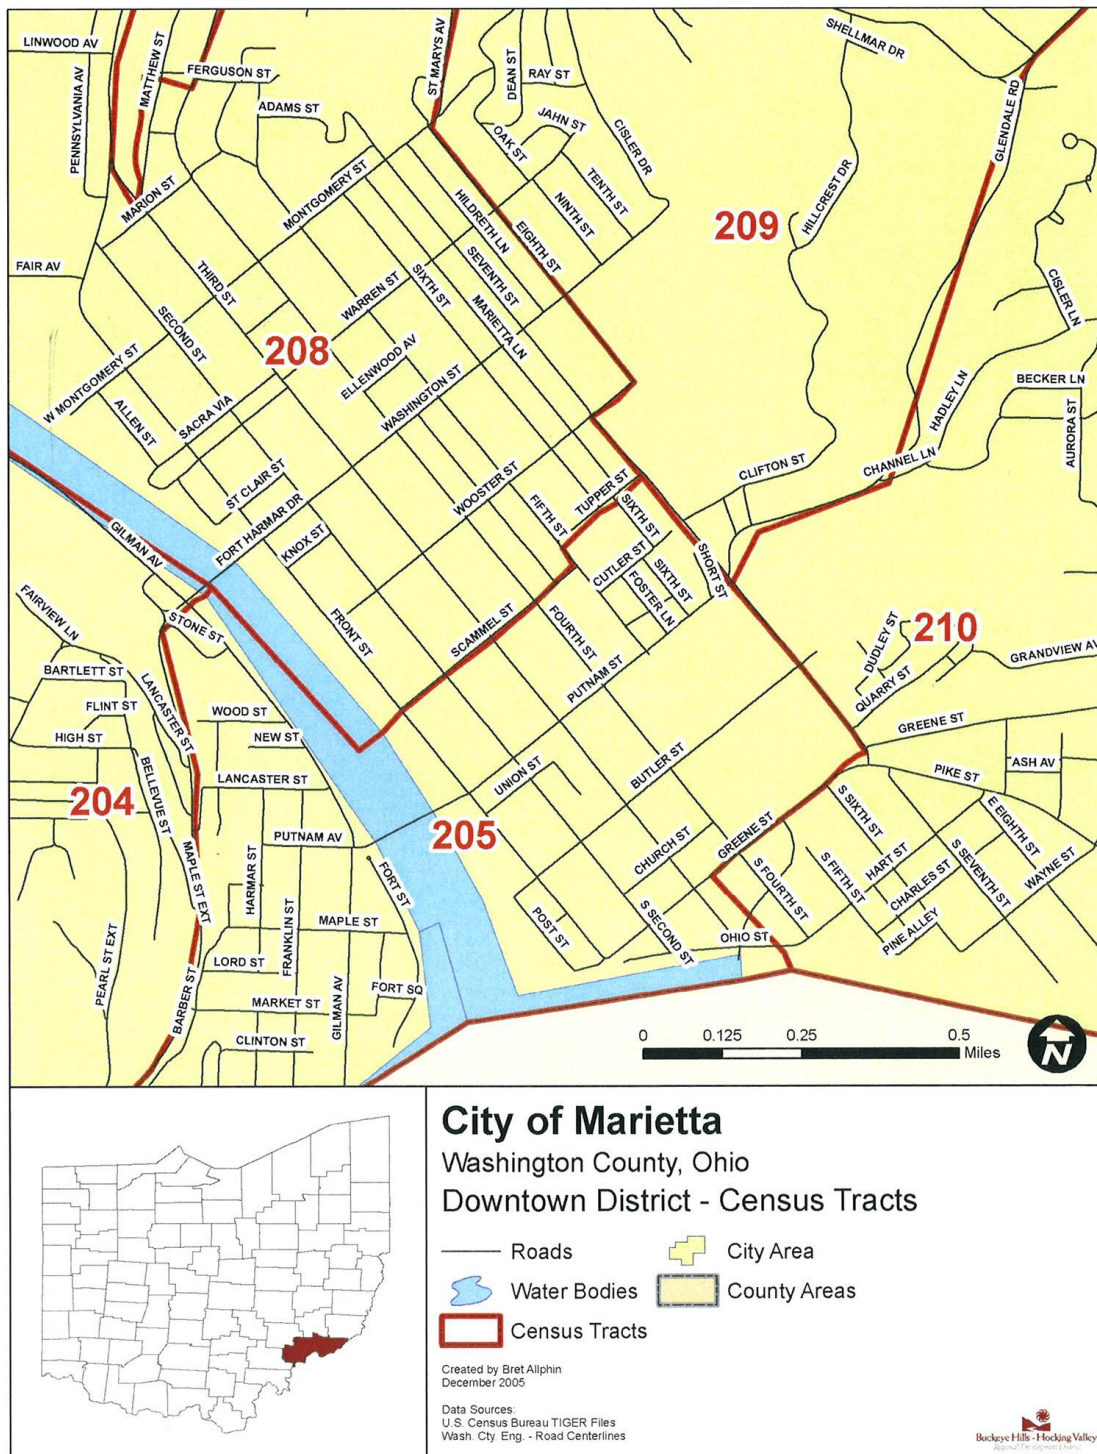 LINWOOD AV
PENNSYLVANIA AV
MATTHEW ST
FERGUSON ST
ADAMS ST
ST MARYS AV
DEAN ST
RAY ST
JAHN ST
OAK ST
CISLER DR
TENTH ST
NINTH ST
SHELLMAR DR
GLENDALE RD
HILLCREST DR
209
MARION ST
MONTGOMERY ST
HILDRETH LN
EIGHTH ST
SEVENTH ST
FAIR AV
THIRD ST
WARREN ST
SIXTH ST
MARIETTA LN
CISLER LN
SECOND ST
208
ELLENWOOD AV
W MONTGOMERY ST
WASHINGTON ST
HADLEY LN
BECKER LN
AURORA ST
ALLEN ST
SACRA VIA
CHANNEL LN
CLIFTON ST
ST CLAIR ST
WOOSTER ST
TUPPER ST
FIFTH ST
SIXTH ST
FORT HARMAR DR
GILMAN AV
KNOX ST
CUTLER ST
SIXTH ST
SHORT ST
FOSTER LN
FAIRVIEW LN
STONE ST
FRONT ST
SCAMMEL ST
FOURTH ST
PUTNAM ST
DUDLEY ST
210
GRANDVIEW AV
QUARRY ST
BARTLETT ST
LANCASTER ST
FLINT ST
WOOD ST
HIGH ST
NEW ST
GREENE ST
BELLEVUE ST
LANCASTER ST
UNION ST
BUTLER ST
PIKE ST
ASH AV
204
PUTNAM AV
205
S SIXTH ST
E EIGHTH ST
MAPLE ST EXT
FORT ST
CHURCH ST
GREENE ST
S FOURTH ST
S FIFTH ST
HART ST
CHARLES ST
S SEVENTH ST
WAYNE ST
HARMAR ST
FRANKLIN ST
MAPLE ST
POST ST
S SECOND ST
OHIO ST
PINE ALLEY
PEARL ST EXT
LORD ST
FORT SQ
BARBER ST
MARKET ST
GILMAN AV
CLINTON ST
0 0.125 0.25 0.5
Miles
N
City of Marietta
Washington County, Ohio
Downtown District - Census Tracts
Roads
City Area
Water Bodies
County Areas
Census Tracts
Created by Bret Allphin
December 2005
Data Sources:
U.S. Census Bureau TIGER Files
Wash. Cty. Eng. - Road Centerlines
Buckeye Hills - Hocking Valley
Regional Development District